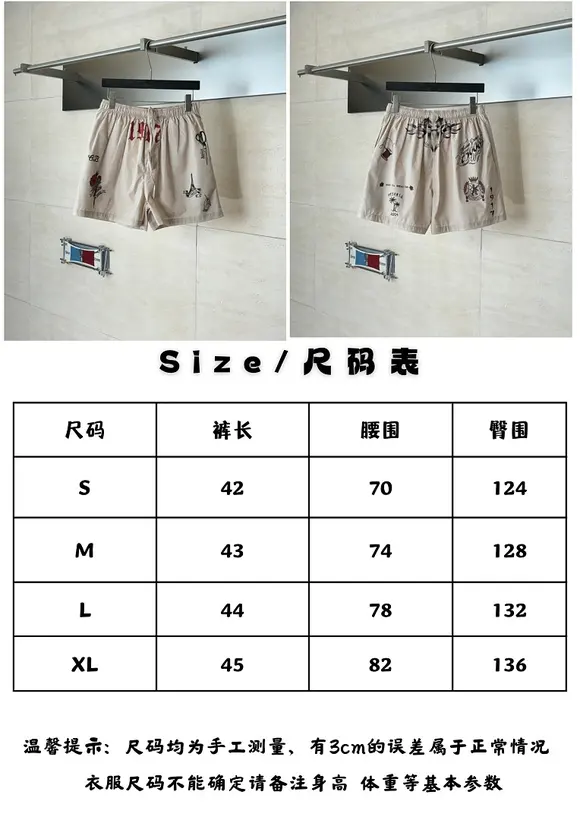 1917
1917
Size/尺码表
尺码 裤长 腰围 臀围
S 42 70 124
M 43 74 128
L 44 78 132
XL 45 82 136
温馨提示: 尺码均为手工测量、有3cm的误差属于正常情况
衣服尺码不能确定请备注身高 体重等基本参数